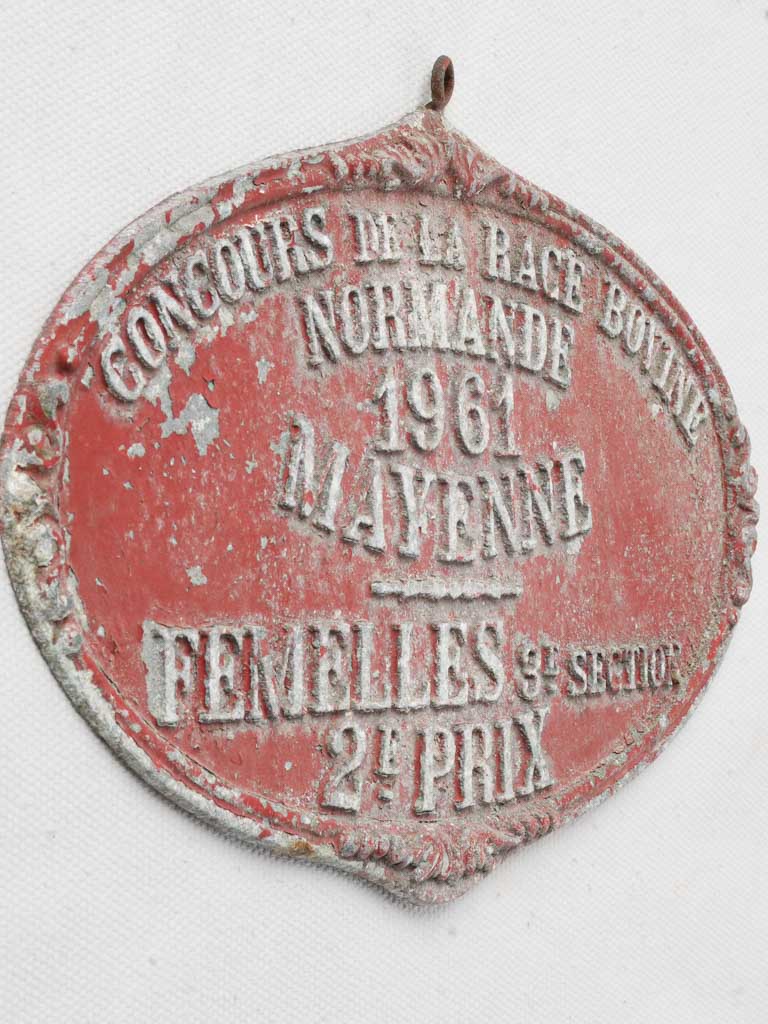 CONCOURS DE LA RACE BOVINE
NORMANDE
1961
MAYENNE
FEMELLES 3E SECTION
2E PRIX